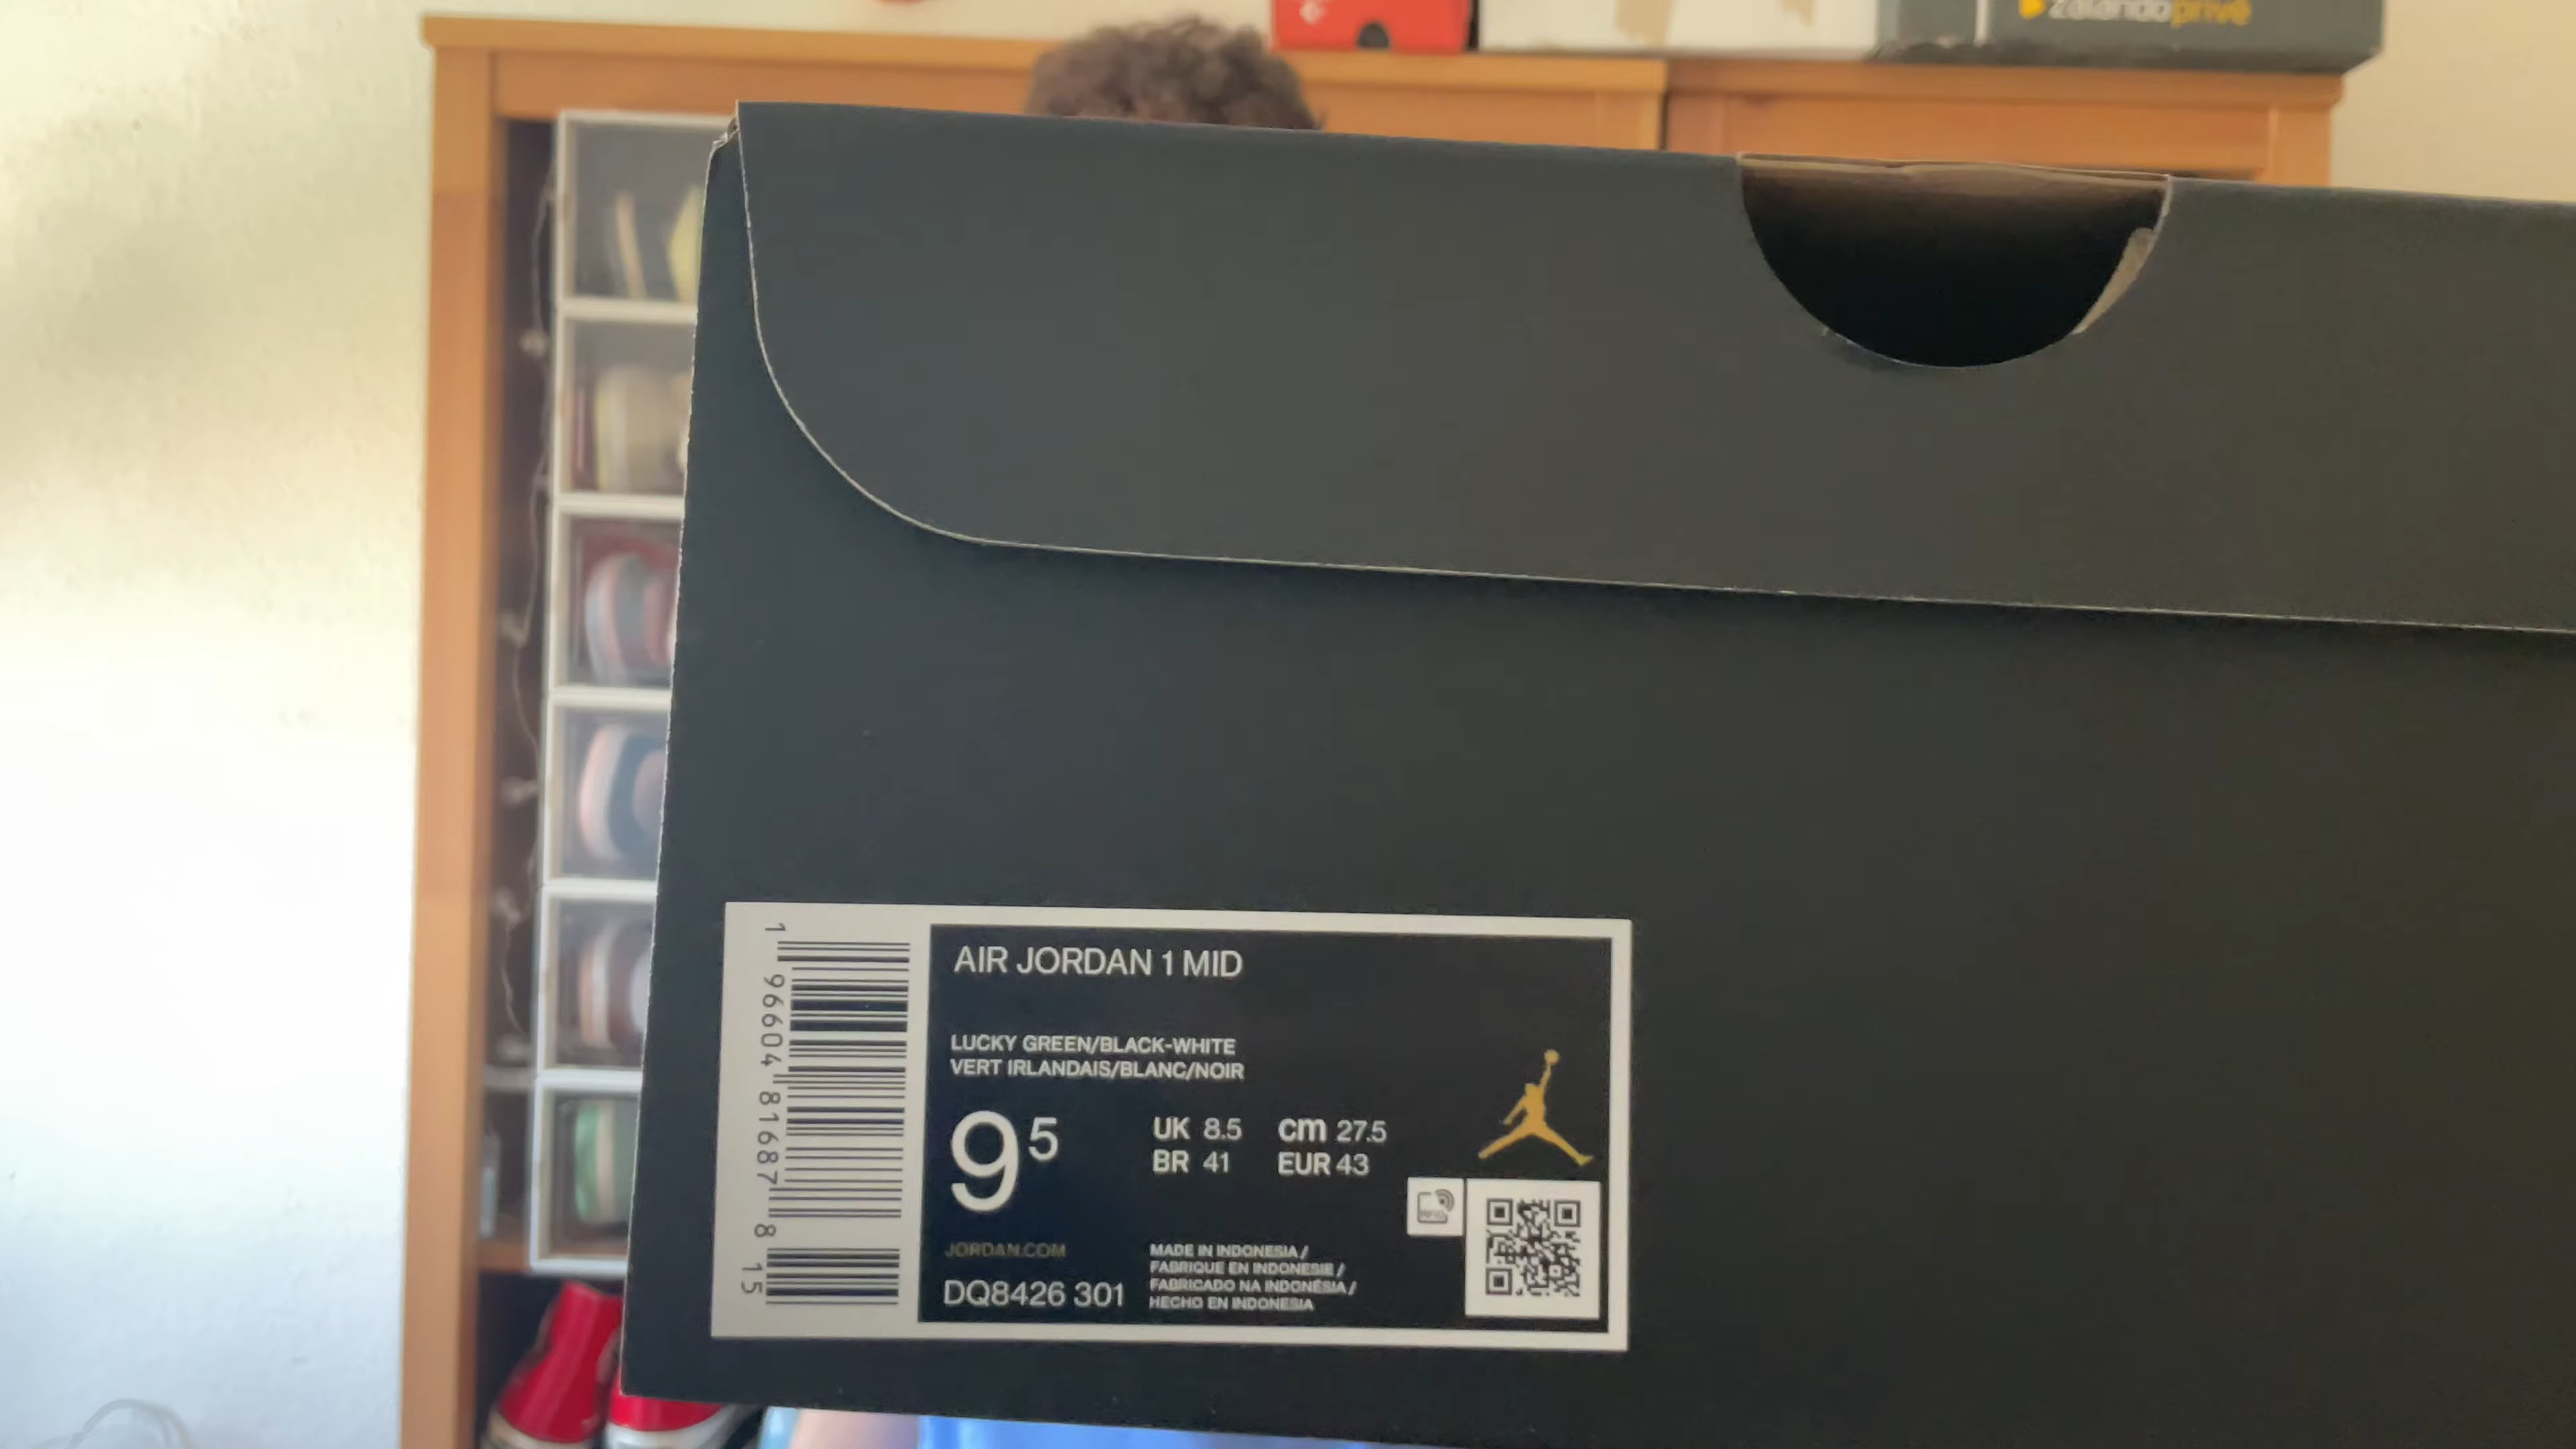 zalandoprivé
AIR JORDAN 1 MID
LUCKY GREEN/BLACK-WHITE
VERT IRLANDAIS/BLANC/NOIR
9 5
UK 8.5 cm 27.5
BR 41 EUR 43
JORDAN.COM
DQ8426 301
MADE IN INDONESIA /
FABRIQUE EN INDONESIE /
FABRICADO NA INDONÉSIA /
HECHO EN INDONESIA
1 96604 81687 8 15